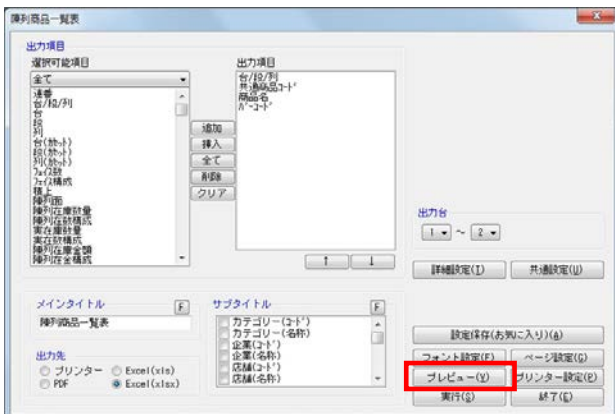 陳列商品一覧表
出力項目
選択可能項目
全て
連番
台/段/列
台
段
列
台(ｾｯﾄ)
段(ｾｯﾄ)
列(ｾｯﾄ)
ﾌｪｲｽ数
ﾌｪｲｽ構成
積上
陳列面
陳列在庫数量
陳列在数構成
実在庫数量
実在数構成
陳列在庫金額
陳列在金構成
追加
挿入
全て
削除
クリア
出力項目
台/段/列
共通商品ｺｰﾄﾞ
商品名
ﾊﾞｰｺｰﾄﾞ
↑
↓
出力台
1 ～ 2
詳細設定(I)
共通設定(U)
メインタイトル
F
陳列商品一覧表
サブタイトル
F
カテゴリー(ｺｰﾄﾞ)
カテゴリー(名称)
企業(ｺｰﾄﾞ)
企業(名称)
店舗(ｺｰﾄﾞ)
店舗(名称)
出力先
プリンター
Excel(xls)
PDF
Excel(xlsx)
設定保存(お気に入り)(A)
フォント設定(F)
ページ設定(G)
プレビュー(V)
プリンター設定(P)
実行(S)
終了(E)